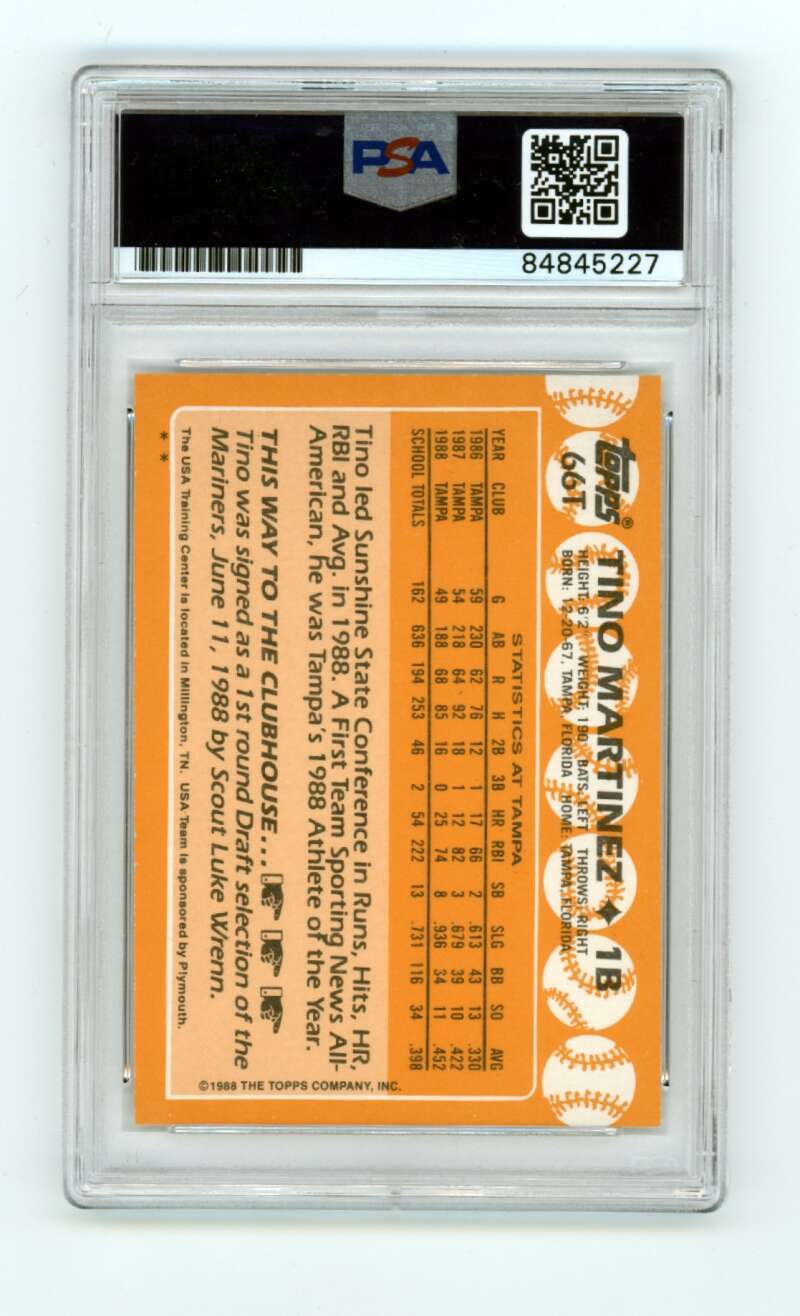 PSA
84845227
Topps®
66T
TINO MARTINEZ ♦ 1B
HEIGHT: 6'2" WEIGHT: 190 BATS: LEFT THROWS: RIGHT
BORN: 12-20-67, TAMPA, FLORIDA HOME: TAMPA, FLORIDA
STATISTICS AT TAMPA
YEAR CLUB G AB R H 2B 3B HR RBI SB SLG BB SO AVG
1986 TAMPA 59 230 62 76 12 1 17 66 2 .613 43 13 .330
1987 TAMPA 54 218 64 92 18 1 12 82 3 .679 39 10 .422
1988 TAMPA 49 188 68 85 16 0 25 74 8 .936 34 11 .452
SCHOOL TOTALS 162 636 194 253 46 2 54 222 13 .731 116 34 .398
Tino led Sunshine State Conference in Runs, Hits, HR,
RBI and Avg. in 1988. A First Team Sporting News All-
American, he was Tampa's 1988 Athlete of the Year.
THIS WAY TO THE CLUBHOUSE...
Tino was signed as a 1st round Draft selection of the
Mariners, June 11, 1988 by Scout Luke Wrenn.
©1988 THE TOPPS COMPANY, INC.
The USA Training Center is located in Millington, TN. USA Team is sponsored by Plymouth.
* *